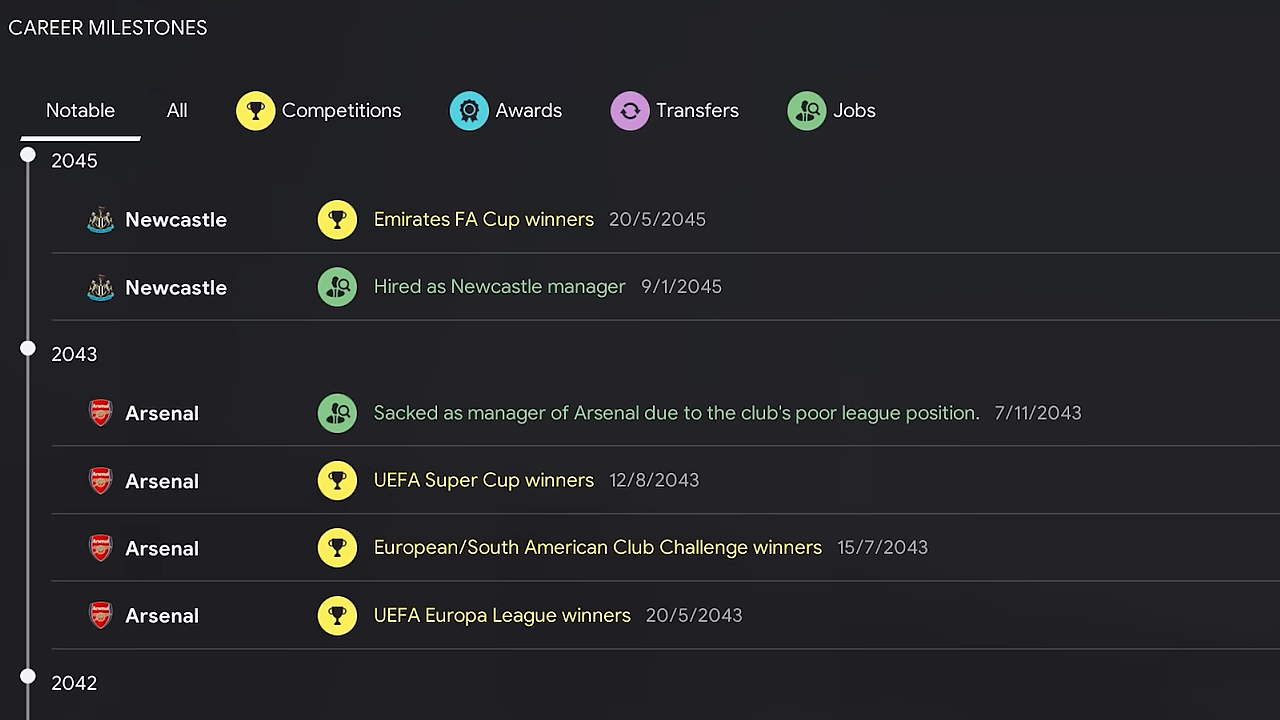 CAREER MILESTONES
Notable All Competitions Awards Transfers Jobs
2045
Newcastle Emirates FA Cup winners 20/5/2045
Newcastle Hired as Newcastle manager 9/1/2045
2043
Arsenal Sacked as manager of Arsenal due to the club's poor league position. 7/11/2043
Arsenal UEFA Super Cup winners 12/8/2043
Arsenal European/South American Club Challenge winners 15/7/2043
Arsenal UEFA Europa League winners 20/5/2043
2042